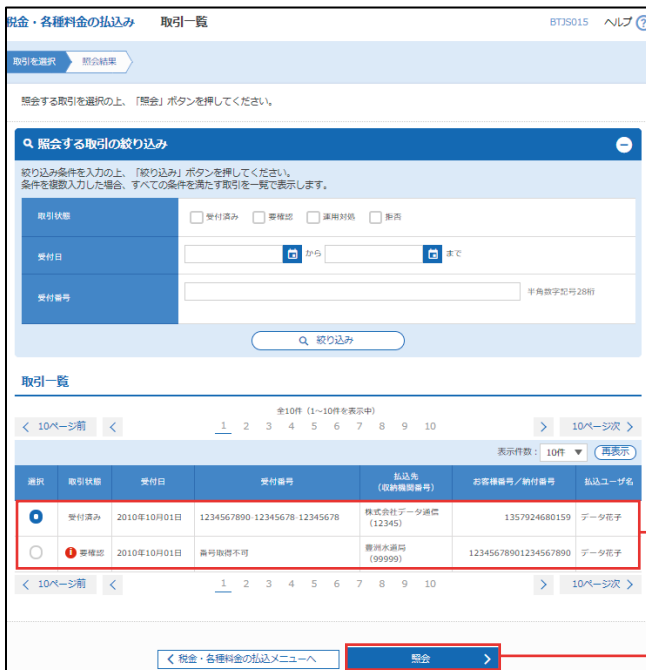 税金・各種料金の払込み 取引一覧 BTJS015 ヘルプ ?
取引を選択 照会結果
照会する取引を選択の上、「照会」ボタンを押してください。
照会する取引の絞り込み
絞り込み条件を入力の上、「絞り込み」ボタンを押してください。
条件を複数入力した場合、すべての条件を満たす取引を一覧で表示します。
取引状態 受付済み 要確認 運用対処 拒否
受付日 から まで
受付番号 半角数字記号28桁
絞り込み
取引一覧
全10件（1～10件を表示中）
< 10ページ前 < 1 2 3 4 5 6 7 8 9 10 > 10ページ次 >
表示件数： 10件 ▼ 再表示
選択 取引状態 受付日 受付番号 払込先（収納機関番号） お客様番号／納付番号 払込ユーザ名
受付済み 2010年10月01日 1234567890-12345678-12345678 株式会社データ通信（12345） 1357924680159 データ花子
! 要確認 2010年10月01日 番号取得不可 豊洲水道局（99999） 12345678901234567890 データ花子
< 10ページ前 < 1 2 3 4 5 6 7 8 9 10 > 10ページ次 >
< 税金・各種料金の払込メニューへ 照会 >